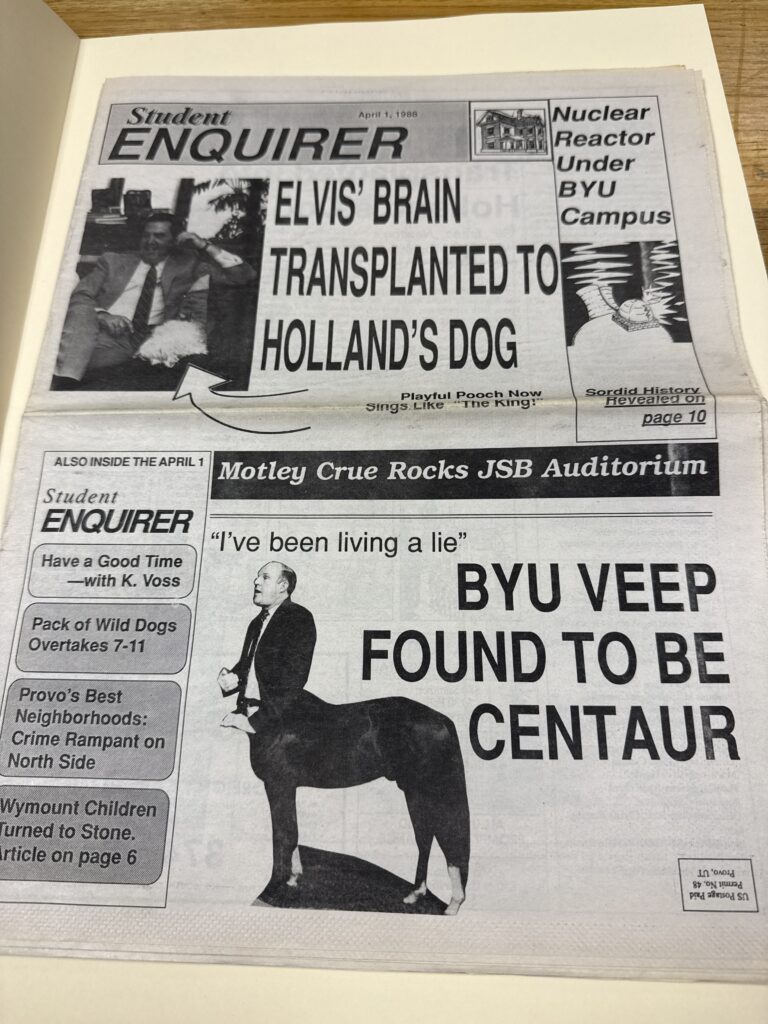 Student
April 1, 1988
ENQUIRER
Nuclear
Reactor
Under
BYU
Campus
ELVIS' BRAIN
TRANSPLANTED TO
HOLLAND'S DOG
Playful Pooch Now
Sings Like "The King!"
Sordid History
Revealed on
page 10
ALSO INSIDE THE APRIL 1
Student
ENQUIRER
Have a Good Time
—with K. Voss
Pack of Wild Dogs
Overtakes 7-11
Provo's Best
Neighborhoods:
Crime Rampant on
North Side
Wymount Children
Turned to Stone.
Article on page 6
Motley Crue Rocks JSB Auditorium
"I've been living a lie"
BYU VEEP
FOUND TO BE
CENTAUR
US Postage Paid
Permit No. 48
Provo, UT